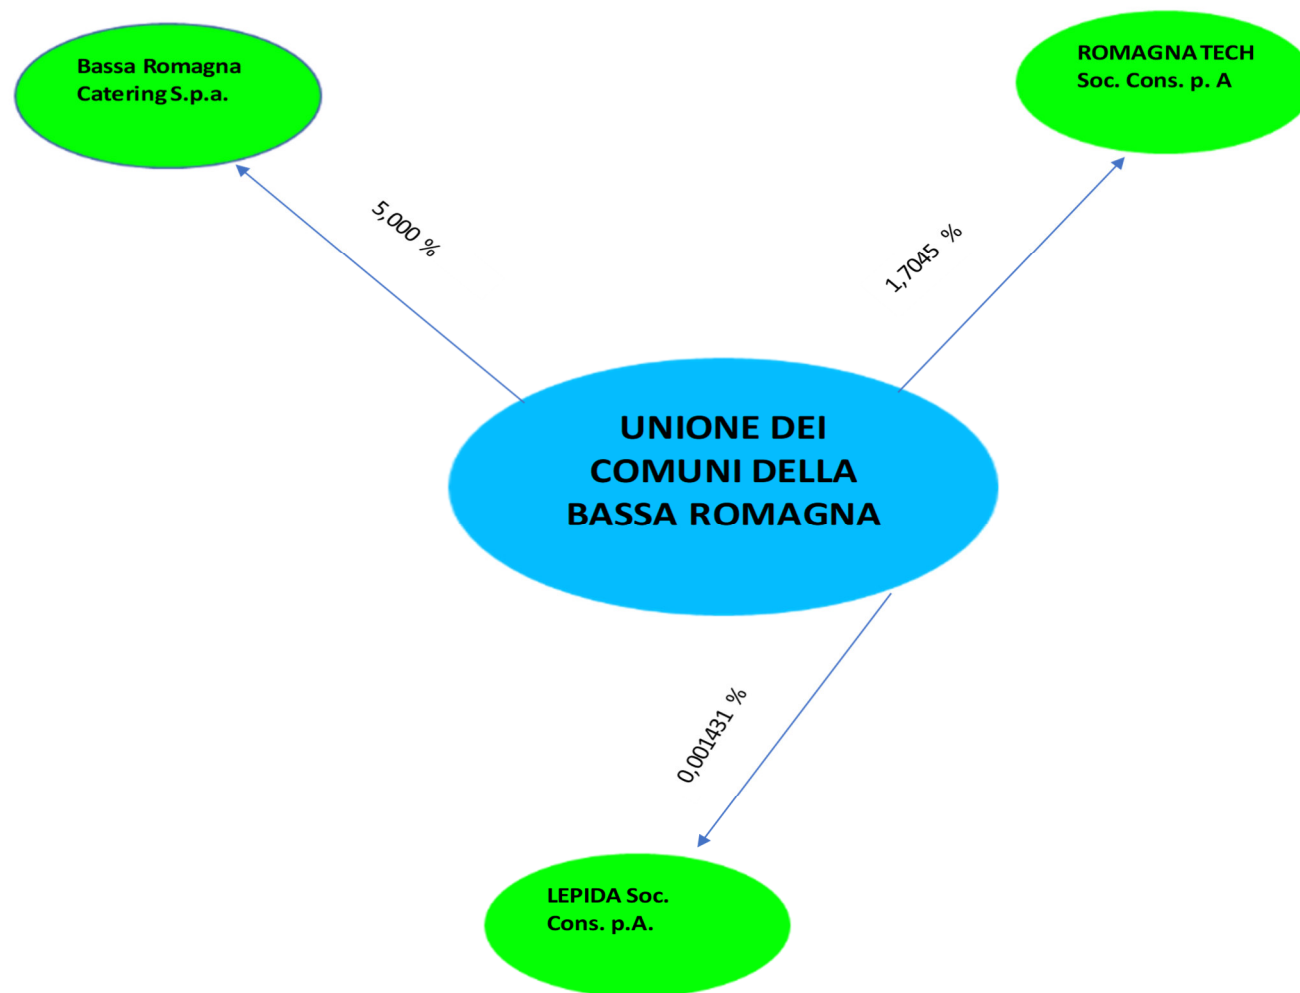 Bassa Romagna
Catering S.p.a.
ROMAGNA TECH
Soc. Cons. p. A
5,000 %
1,7045 %
UNIONE DEI
COMUNI DELLA
BASSA ROMAGNA
0,001431 %
LEPIDA Soc.
Cons. p.A.